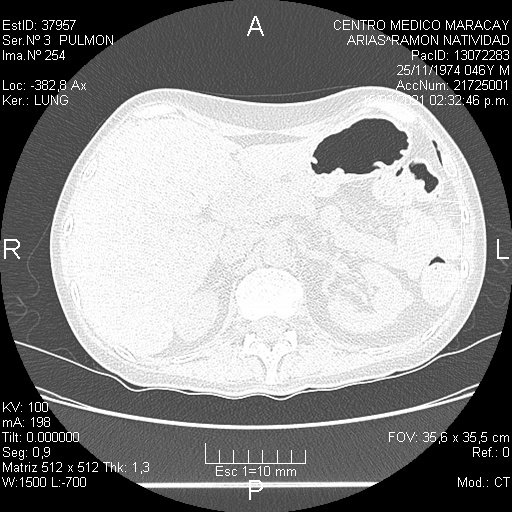 EstID: 37957
Ser.Nº 3 PULMON
Ima.Nº 254
Loc: -382,8 Ax
Ker.: LUNG
A
CENTRO MEDICO MARACAY
ARIAS^RAMON NATIVIDAD
PacID: 13072283
25/11/1974 046Y M
AccNum: 21725001
2021 02:32:46 p.m.
R
L
KV: 100
mA: 198
Tilt: 0.000000
Seg: 0,9
Matriz 512 x 512 Thk: 1,3
W:1500 L:-700
Esc 1=10 mm
P
FOV: 35,6 x 35,5 cm
Ref.: 0
Mod.: CT